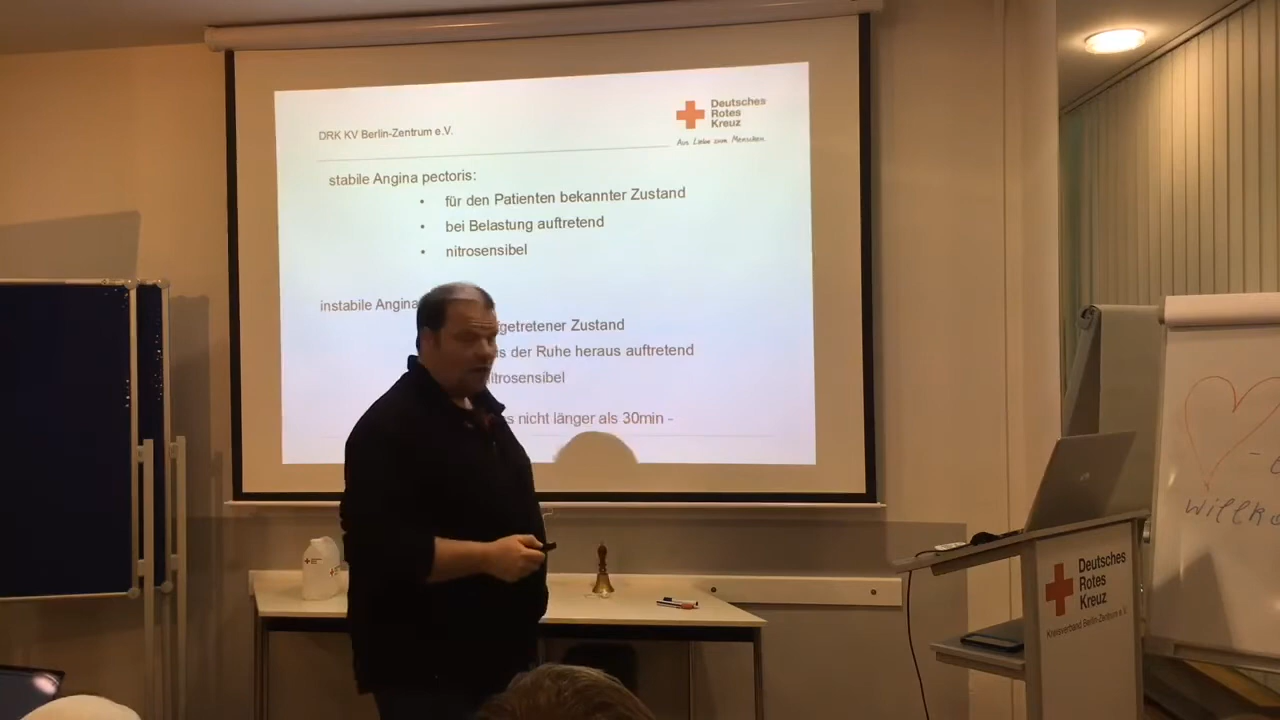 DRK KV Berlin-Zentrum e.V.
Deutsches
Rotes
Kreuz
Aus Liebe zum Menschen.
stabile Angina pectoris:
• für den Patienten bekannter Zustand
• bei Belastung auftretend
• nitrosensibel
instabile Angina
getretener Zustand
s der Ruhe heraus auftretend
itrosensibel
s nicht länger als 30min -
Deutsches
Rotes
Kreuz
Kreisverband Berlin-Zentrum e.V.
willko